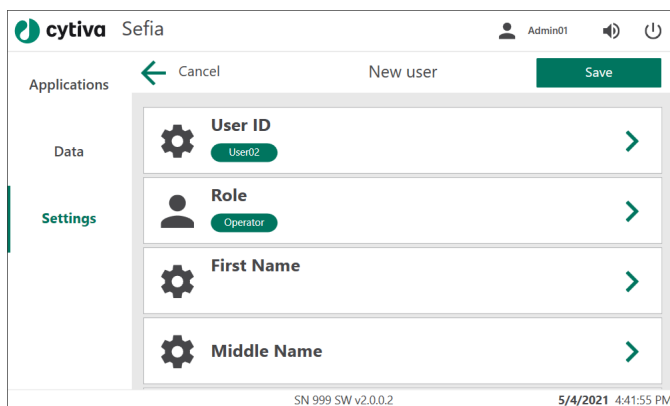 cytiva Sefia
Admin01
Applications
Cancel
New user
Save
Data
Settings
User ID
User02
Role
Operator
First Name
Middle Name
SN 999 SW v2.0.0.2
5/4/2021 4:41:55 PM